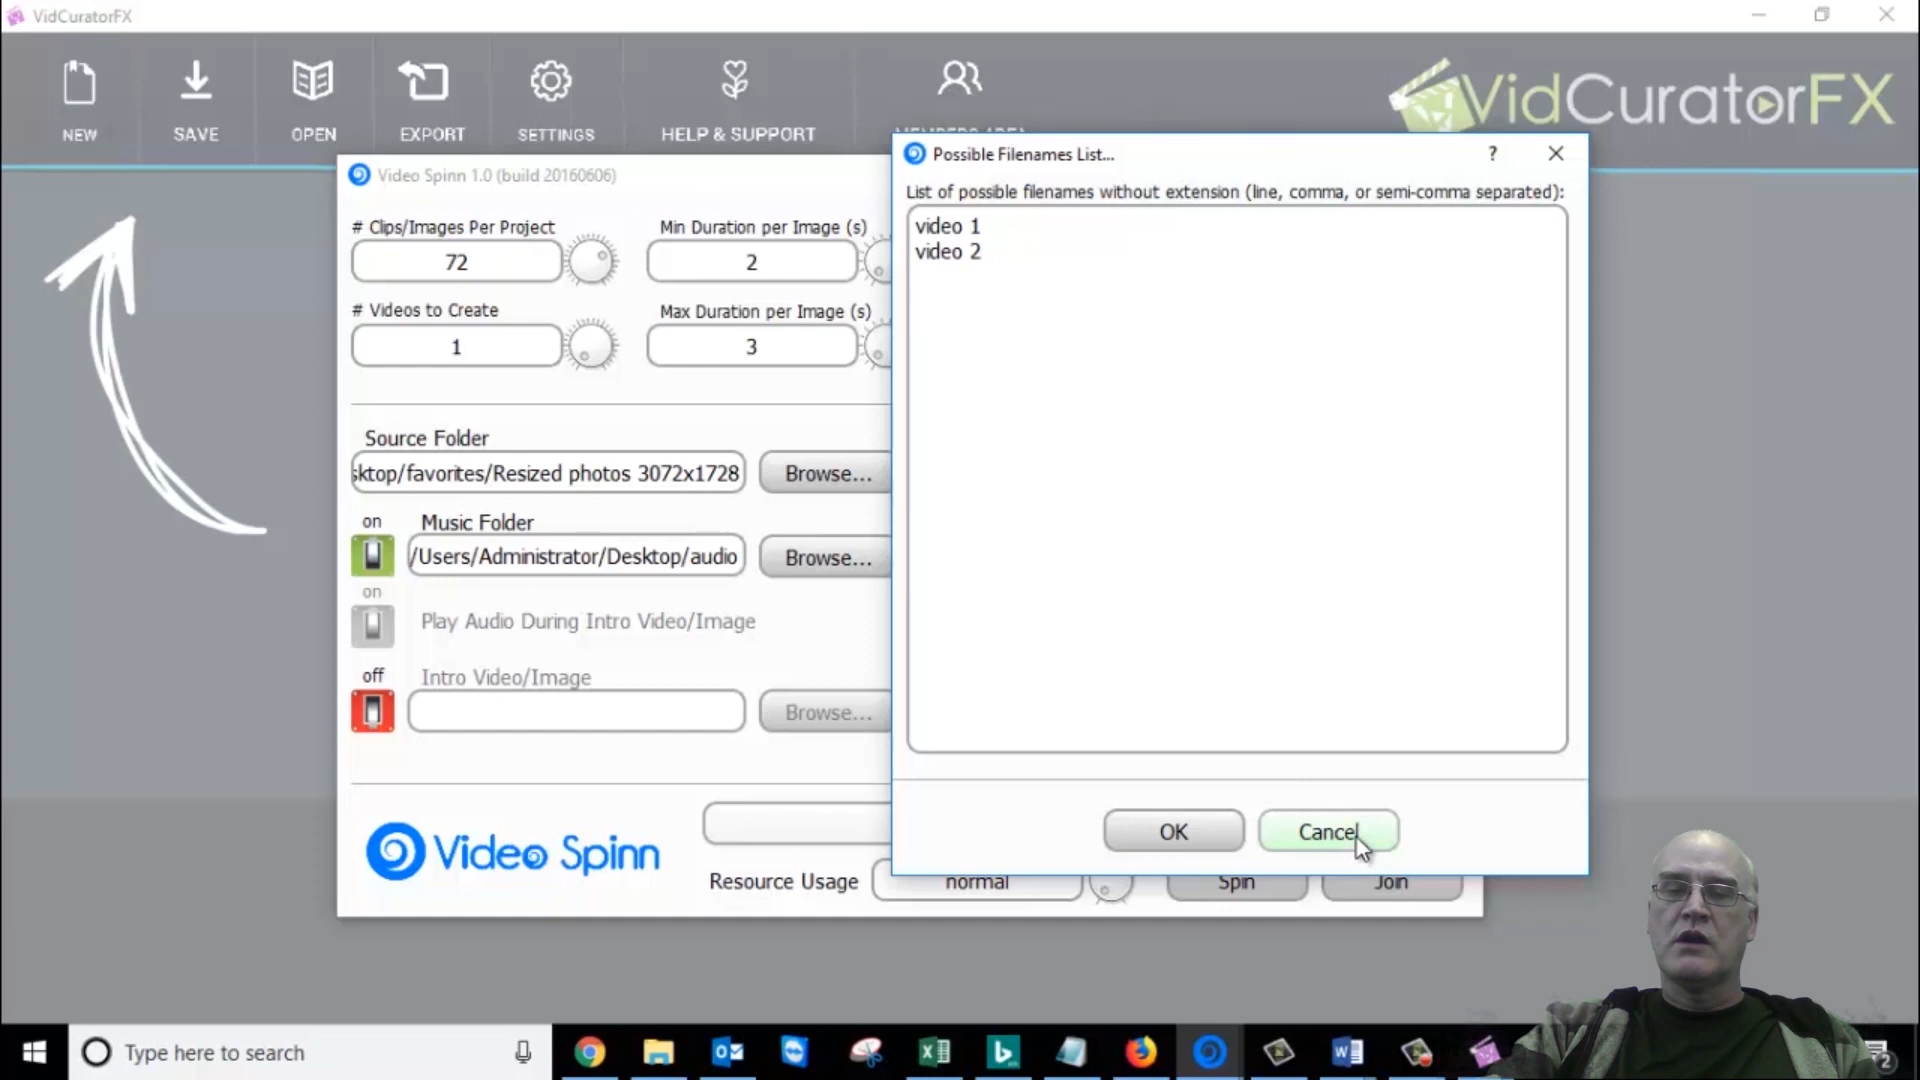 VidCuratorFX
NEW
SAVE
OPEN
EXPORT
SETTINGS
HELP & SUPPORT
MEMBERS AREA
VidCuratorFX
Video Spinn 1.0 (build 20160606)
# Clips/Images Per Project
72
Min Duration per Image (s)
2
# Videos to Create
1
Max Duration per Image (s)
3
Source Folder
sktop/favorites/Resized photos 3072x1728
Browse...
on
Music Folder
/Users/Administrator/Desktop/audio
Browse...
on
Play Audio During Intro Video/Image
off
Intro Video/Image
Browse...
Video Spinn
Resource Usage
normal
Spin
Join
Possible Filenames List...
?
List of possible filenames without extension (line, comma, or semi-comma separated):
video 1
video 2
OK
Cancel
Type here to search
2